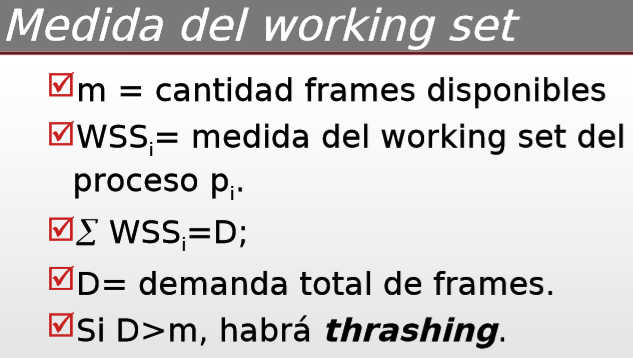 Medida del working set
m = cantidad frames disponibles
WSSi= medida del working set del
proceso pi.
∑ WSSi=D;
D= demanda total de frames.
Si D>m, habrá thrashing.